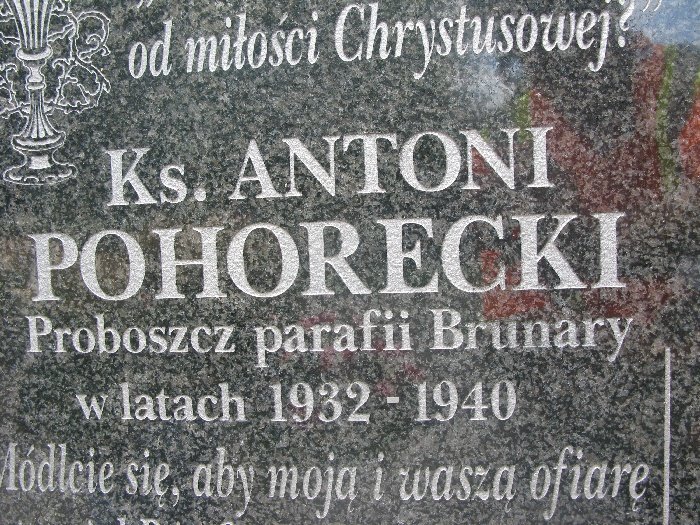 od miłości Chrystusowej?"
Ks. ANTONI
POHORECKI
Proboszcz parafii Brunary
w latach 1932 - 1940
Módlcie się, aby moją i waszą ofiarę